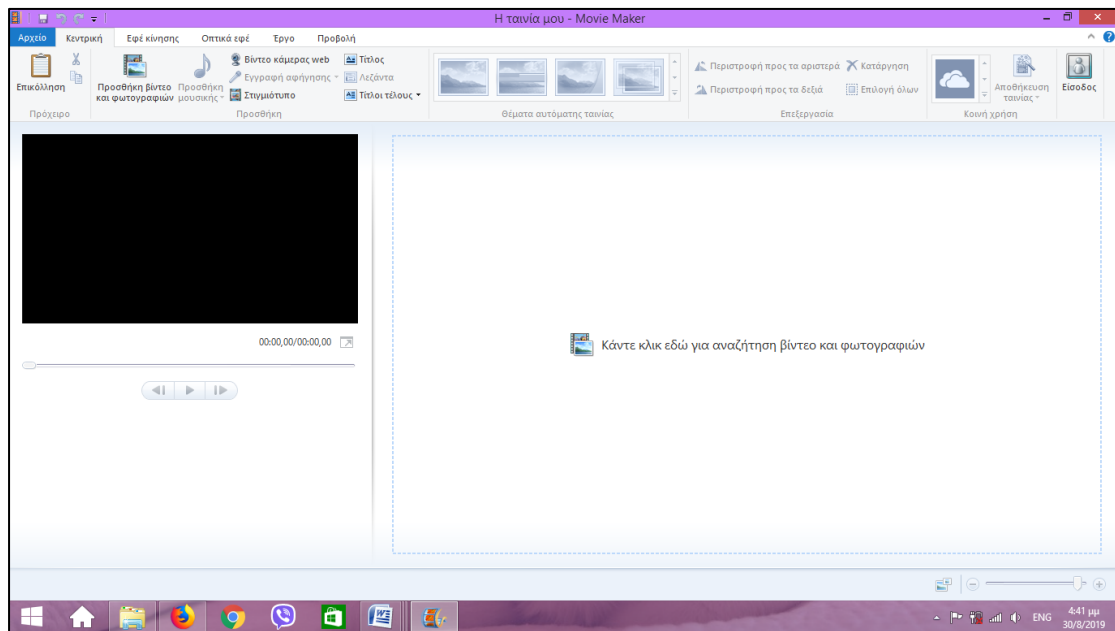 Η ταινία μου - Movie Maker
Αρχείο Κεντρική Εφέ κίνησης Οπτικά εφέ Έργο Προβολή
Επικόλληση
Πρόχειρο
Προσθήκη βίντεο
και φωτογραφιών
Προσθήκη
μουσικής
Βίντεο κάμερας web
Εγγραφή αφήγησης
Στιγμιότυπο
Τίτλος
Λεζάντα
Τίτλοι τέλους
Προσθήκη
Θέματα αυτόματης ταινίας
Περιστροφή προς τα αριστερά
Περιστροφή προς τα δεξιά
Κατάργηση
Επιλογή όλων
Επεξεργασία
Αποθήκευση
ταινίας
Κοινή χρήση
Είσοδος
00:00,00/00:00,00
Κάντε κλικ εδώ για αναζήτηση βίντεο και φωτογραφιών
ENG
4:41 μμ
30/8/2019